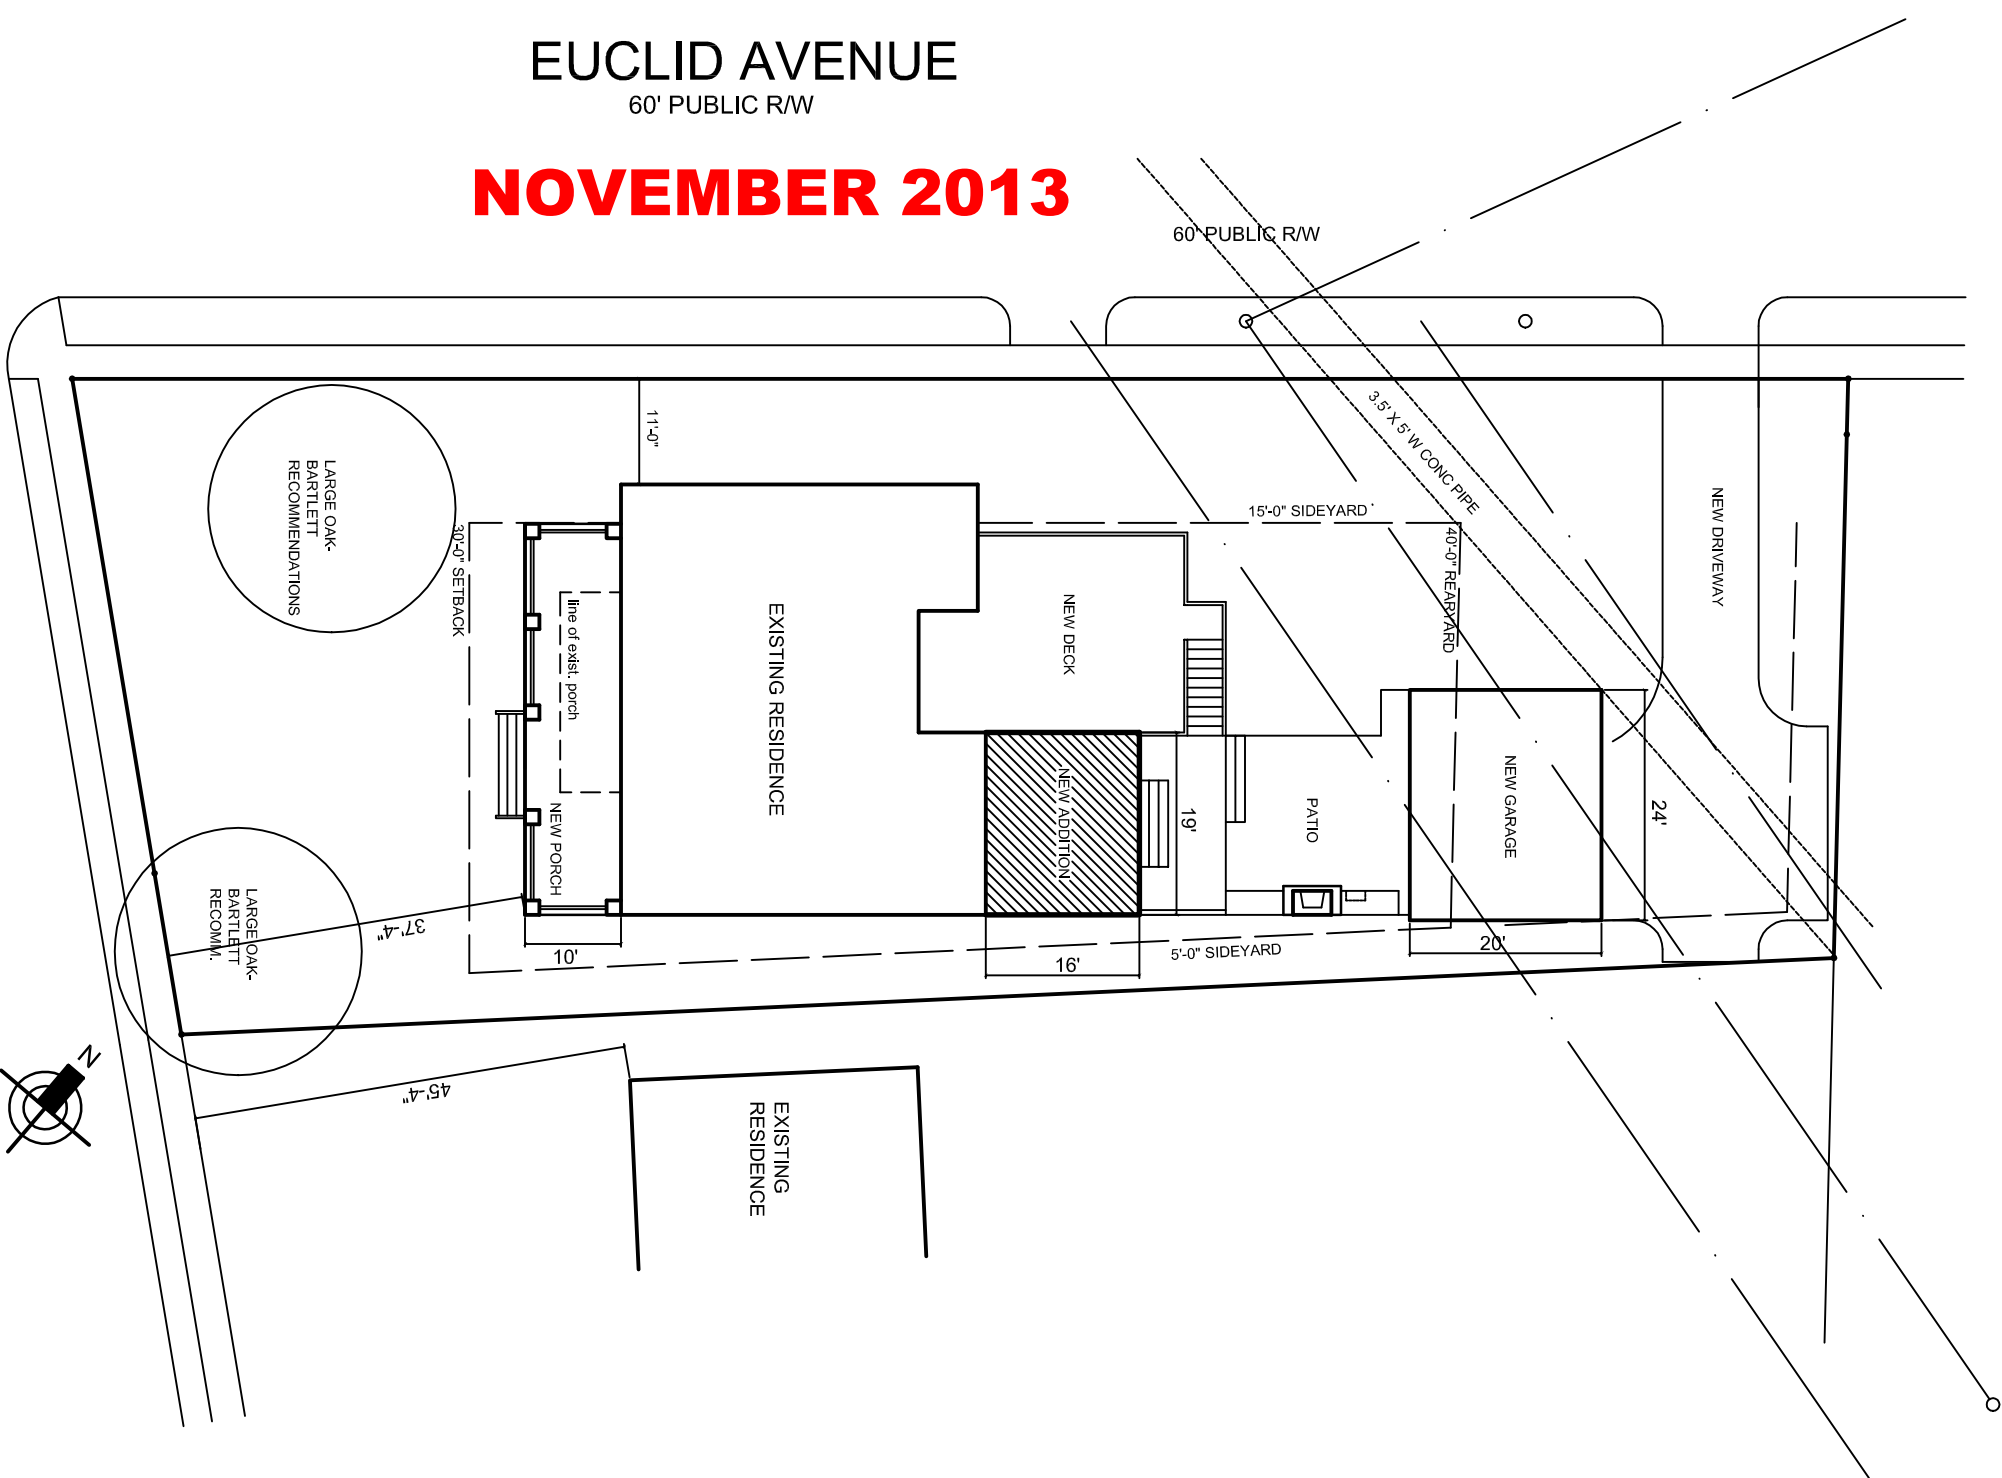 EUCLID AVENUE
60' PUBLIC R/W
NOVEMBER 2013
60' PUBLIC R/W
11'-0"
3.5' X 5' W CONC PIPE
LARGE OAK-
BARTLETT
RECOMMENDATIONS
30'-0" SETBACK
15'-0" SIDEYARD
40'-0" REARYARD
NEW DRIVEWAY
line of exist. porch
EXISTING RESIDENCE
NEW DECK
NEW PORCH
NEW ADDITION
19'
PATIO
NEW GARAGE
24'
LARGE OAK-
BARTLETT
RECOMM.
37'-4"
10'
16'
5'-0" SIDEYARD
20'
N
45'-4"
EXISTING
RESIDENCE